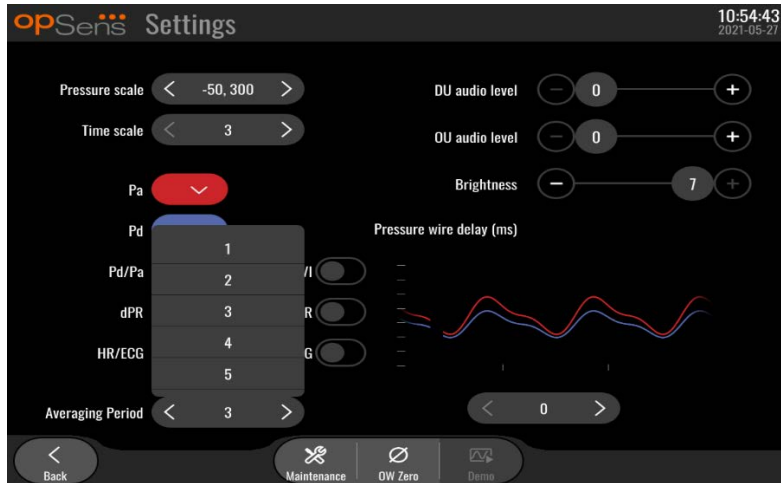 opSens Settings
10:54:43
2021-05-27
Pressure scale -50, 300
Time scale 3
Pa
Pd
1
2
3
4
5
Pd/Pa
/I
dPR
R
HR/ECG
G
Averaging Period 3
DU audio level 0
OU audio level 0
Brightness 7
Pressure wire delay (ms)
0
Back
Maintenance
OW Zero
Demo